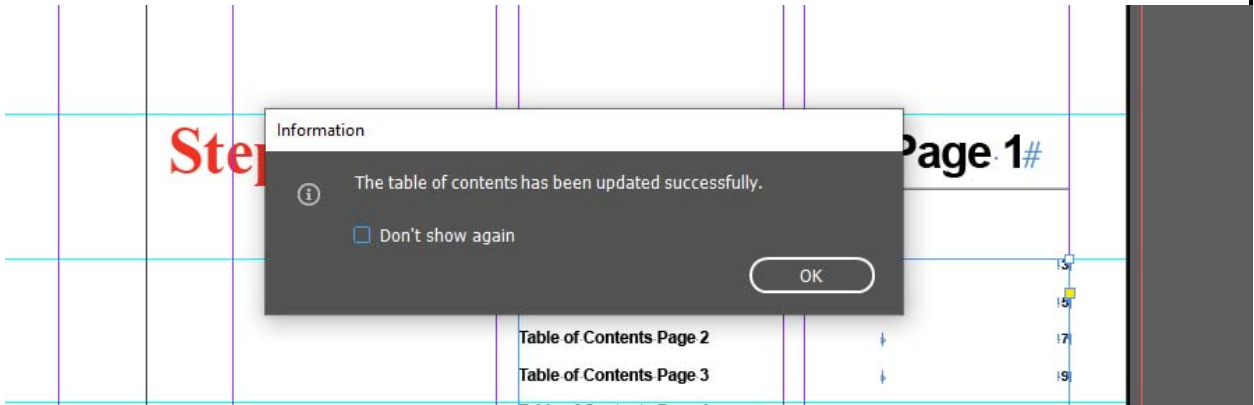 Information
Step
Page 1#
The table of contents has been updated successfully.
Don't show again
3
OK
5
Table of Contents Page 2 7
Table of Contents Page 3 9